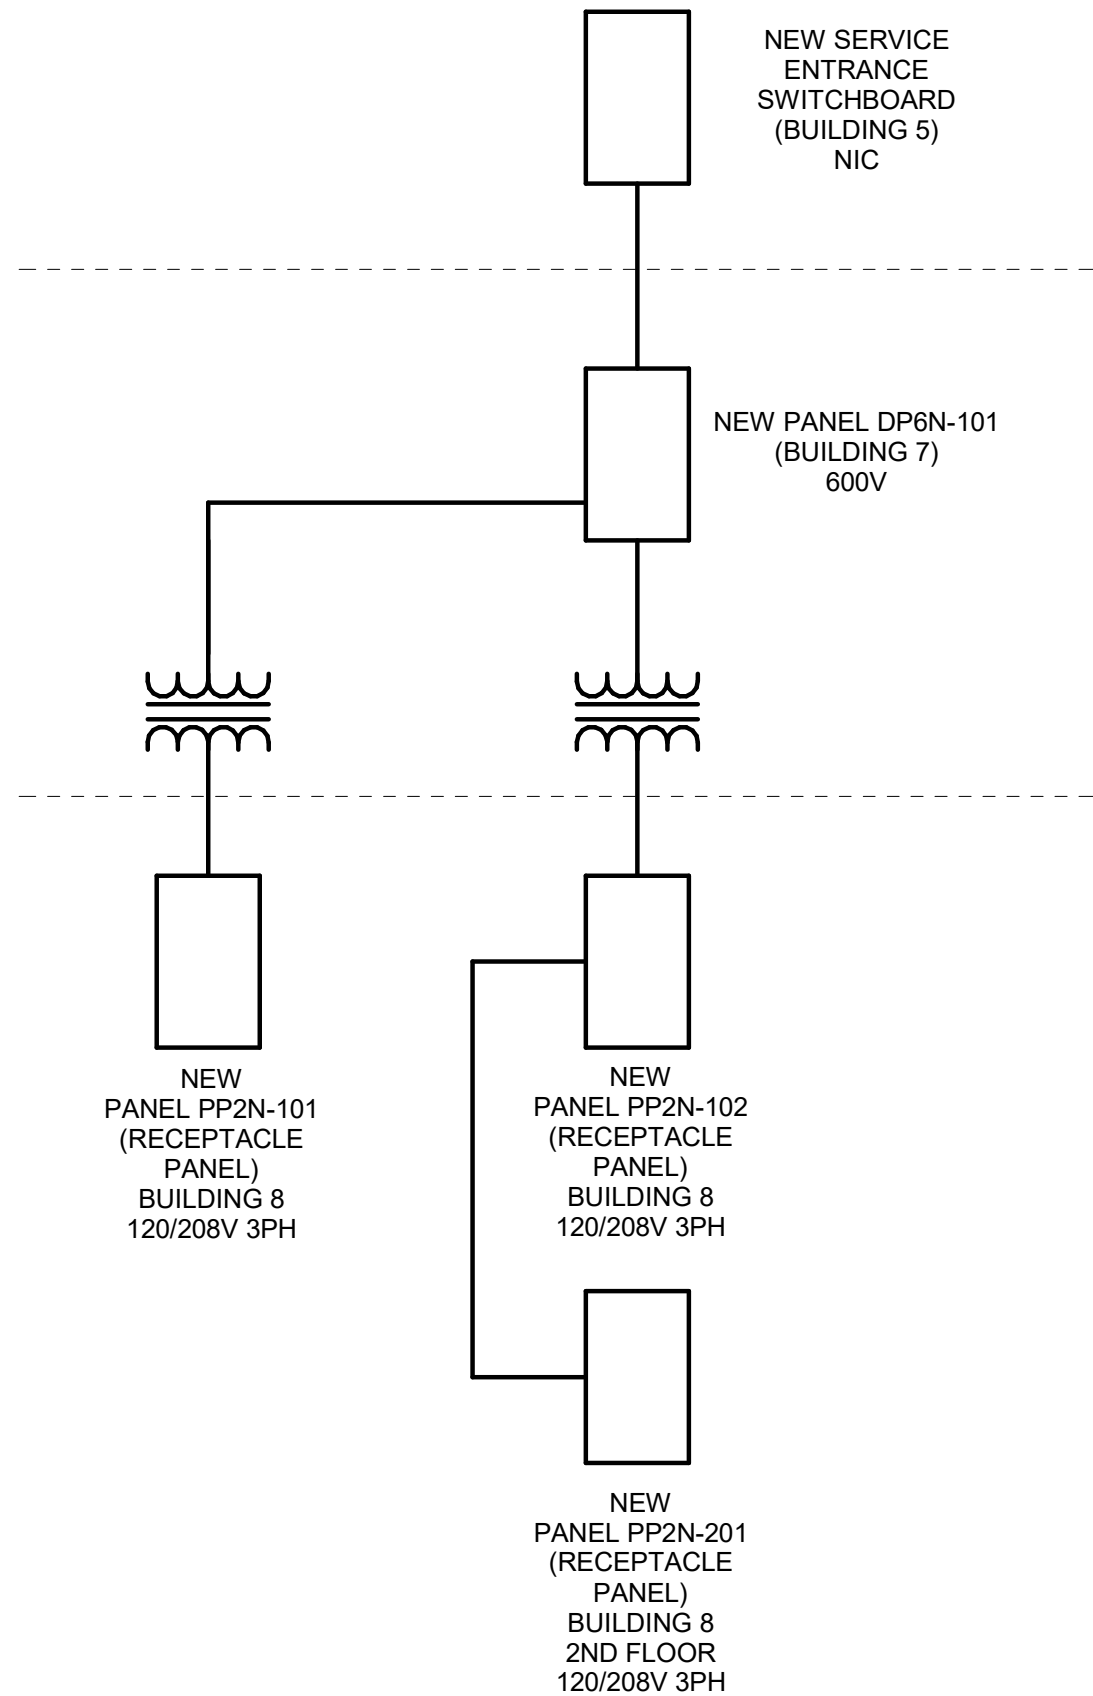 NEW SERVICE
ENTRANCE
SWITCHBOARD
(BUILDING 5)
NIC
NEW PANEL DP6N-101
(BUILDING 7)
600V
NEW
PANEL PP2N-101
(RECEPTACLE
PANEL)
BUILDING 8
120/208V 3PH
NEW
PANEL PP2N-102
(RECEPTACLE
PANEL)
BUILDING 8
120/208V 3PH
NEW
PANEL PP2N-201
(RECEPTACLE
PANEL)
BUILDING 8
2ND FLOOR
120/208V 3PH